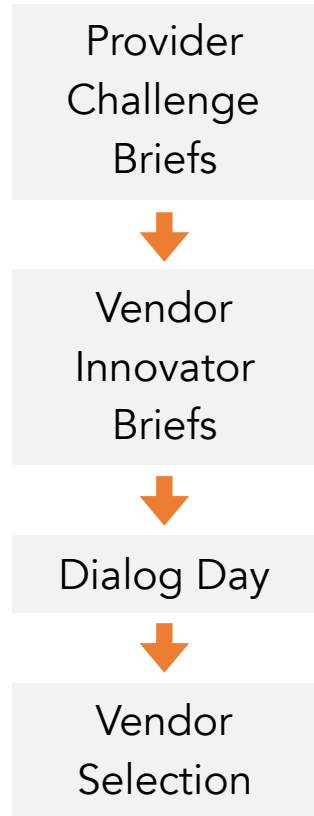 Provider
Challenge
Briefs
Vendor
Innovator
Briefs
Dialog Day
Vendor
Selection